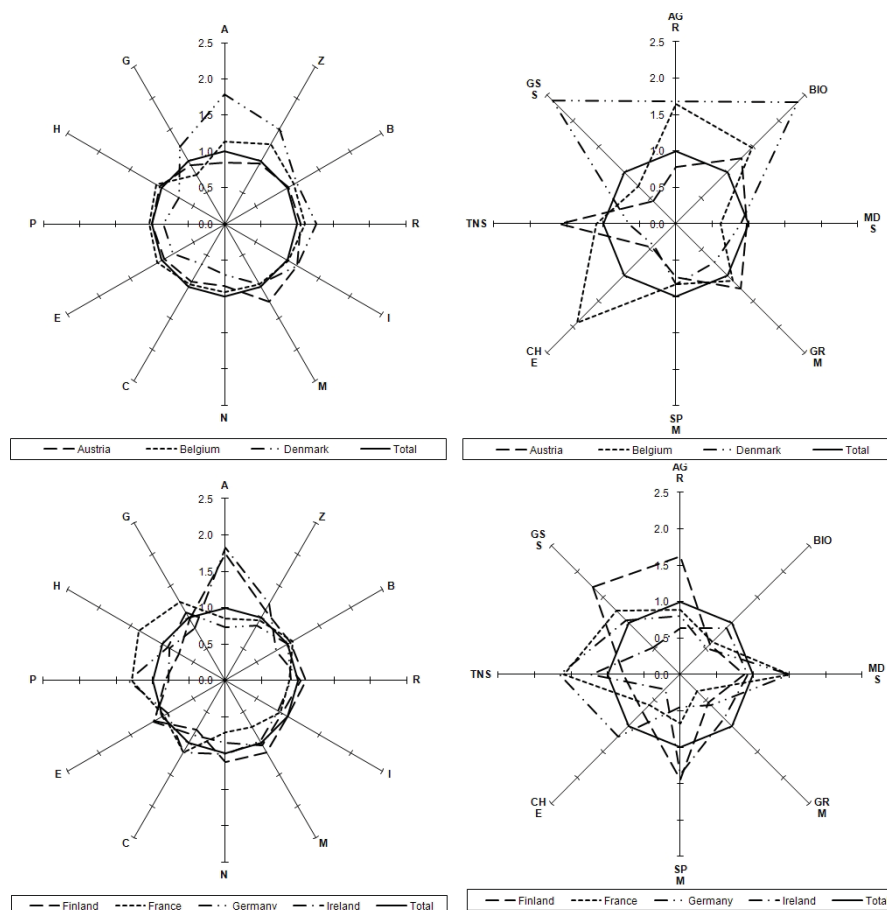 A
G
Z
H
B
P
R
E
I
C
M
N
2.5
2.0
1.5
1.0
0.5
0.0
Austria Belgium Denmark Total
AG
R
GS
S
BIO
TNS
MD
S
CH
E
GR
M
SP
M
2.5
2.0
1.5
1.0
0.5
0.0
Austria Belgium Denmark Total
A
G
Z
H
B
P
R
E
I
C
M
N
2.5
2.0
1.5
1.0
0.5
0.0
Finland France Germany Ireland Total
AG
R
GS
S
BIO
TNS
MD
S
CH
E
GR
M
SP
M
2.5
2.0
1.5
1.0
0.5
0.0
Finland France Germany Ireland Total